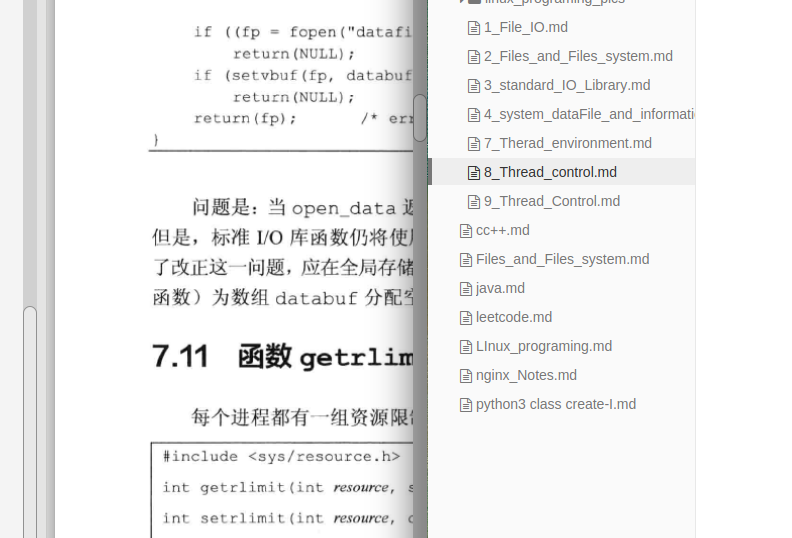 if ((fp = fopen("datafi
return(NULL);
if (setvbuf(fp, databuf
return(NULL);
return(fp); /* err
}
问题是：当 open_data 返
但是，标准 I/O 库函数仍将使用
了改正这一问题，应在全局存储
函数）为数组 databuf 分配空
7.11 函数 getrlim
每个进程都有一组资源限制
#include <sys/resource.h>
int getrlimit(int resource, s
int setrlimit(int resource, c
linux_programing_pics
1_File_IO.md
2_Files_and_Files_system.md
3_standard_IO_Library.md
4_system_dataFile_and_informati
7_Therad_environment.md
8_Thread_control.md
9_Thread_Control.md
cc++.md
Files_and_Files_system.md
java.md
leetcode.md
LInux_programing.md
nginx_Notes.md
python3 class create-I.md